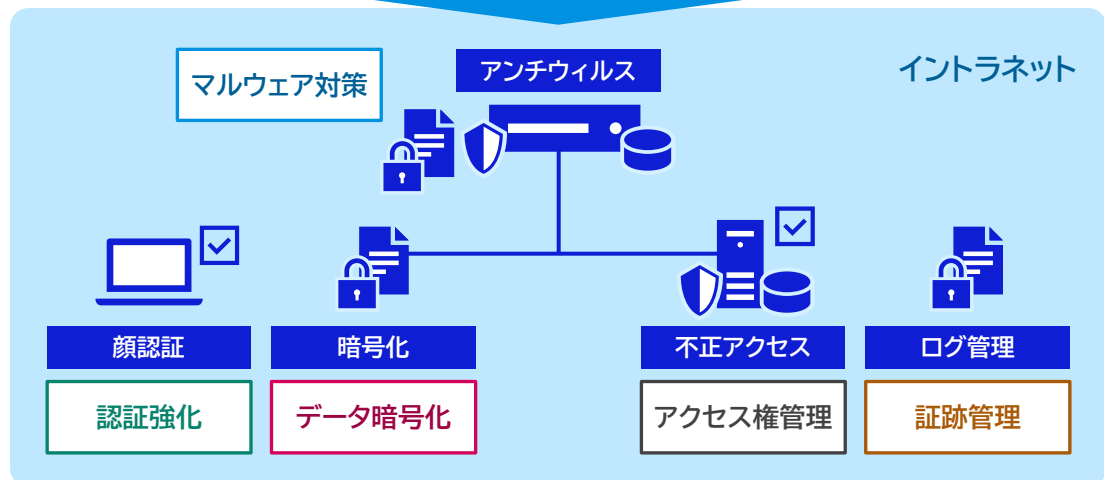 マルウェア対策
アンチウィルス
イントラネット
顔認証
暗号化
不正アクセス
ログ管理
認証強化
データ暗号化
アクセス権管理
証跡管理